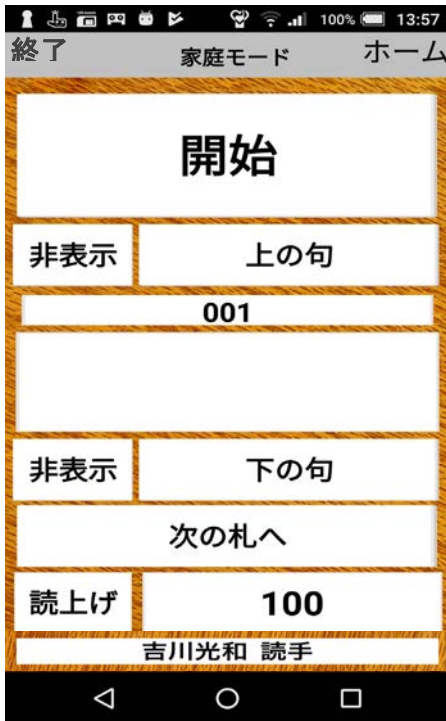 100% 13:57
終了 家庭モード ホーム
開始
非表示 上の句
001
非表示 下の句
次の札へ
読上げ 100
吉川光和 読手